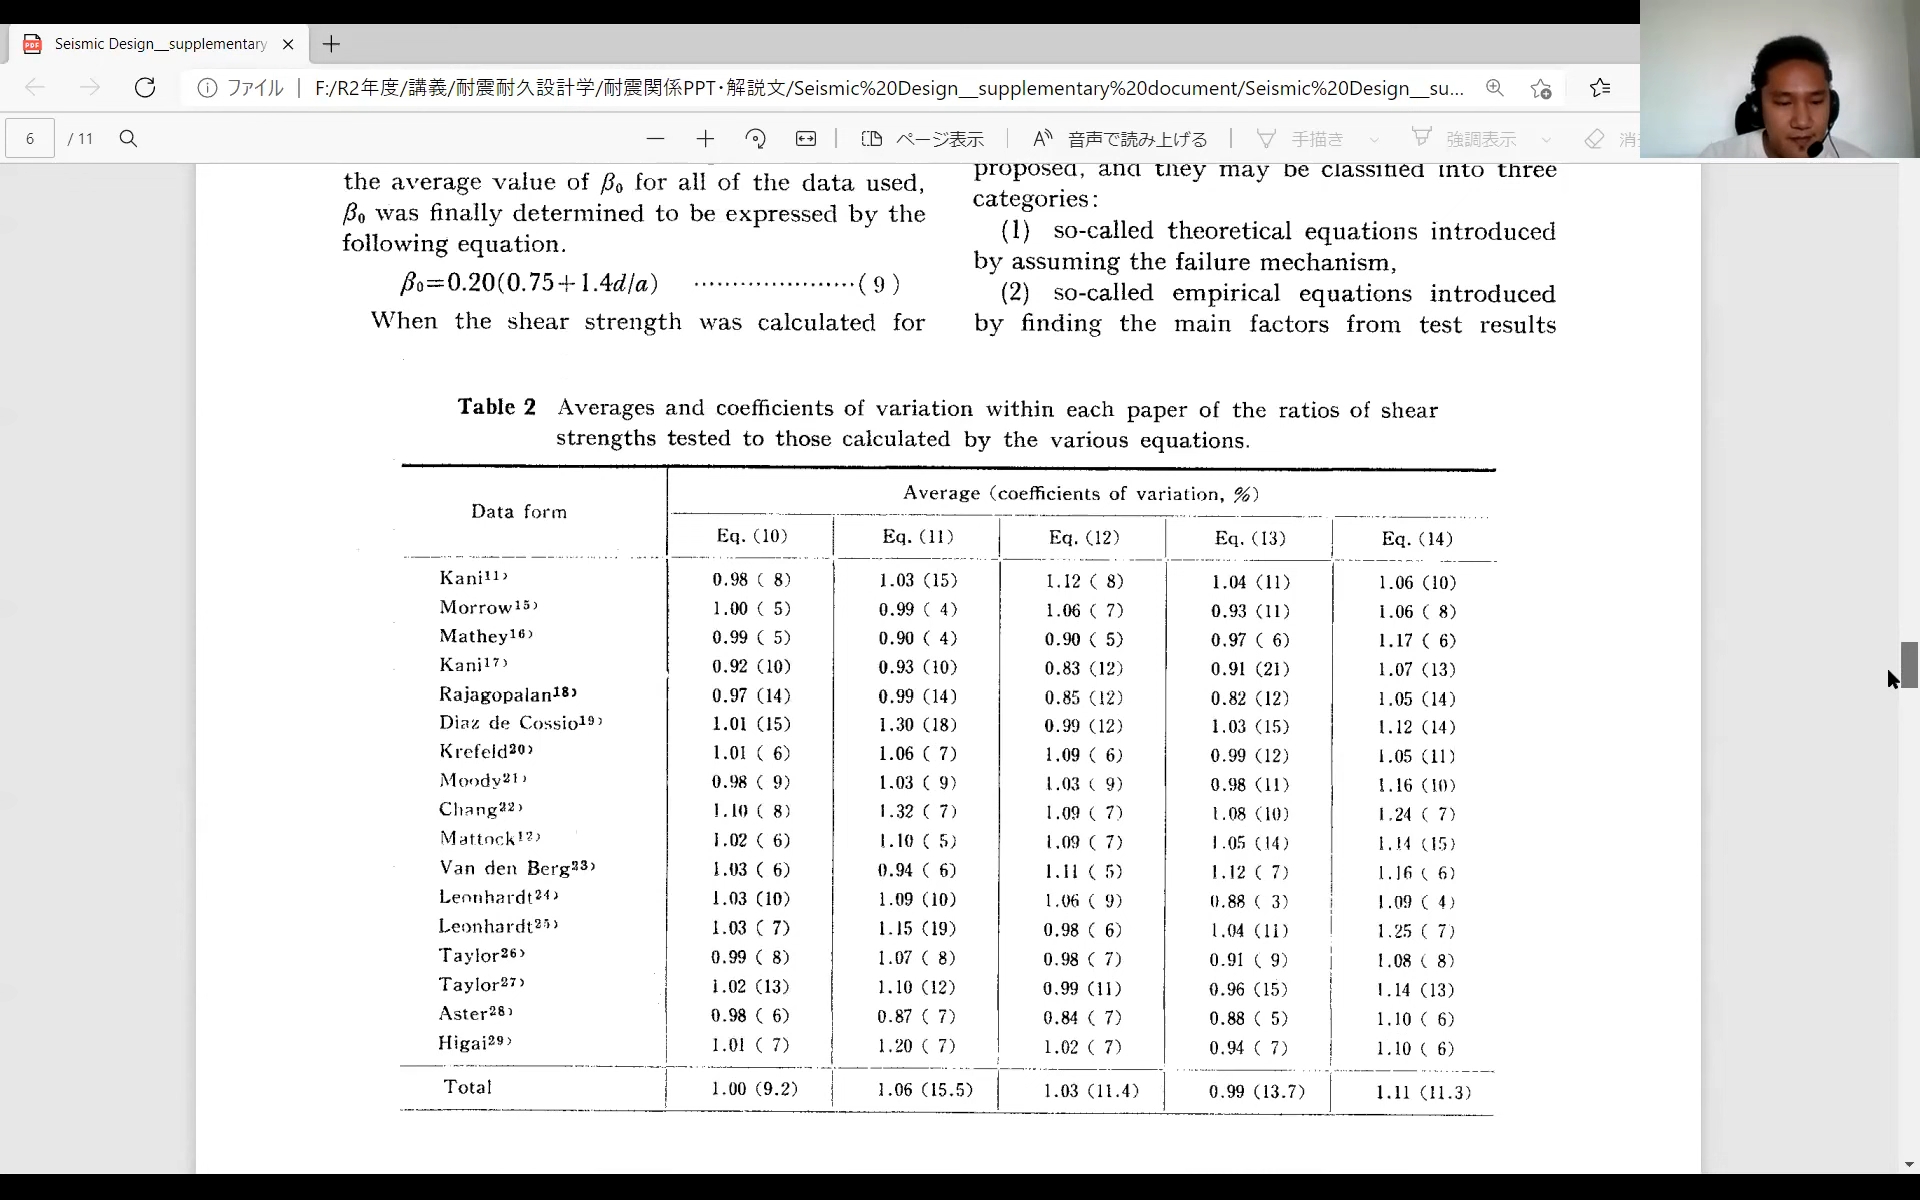 Seismic Design__supplementary
ファイル
F:/R2年度/講義/耐震耐久設計学/耐震関係PPT・解説文/Seismic%20Design__supplementary%20document/Seismic%20Design__su...
6 / 11
ページ表示
音声で読み上げる
手描き
強調表示
the average value of β₀ for all of the data used,
β₀ was finally determined to be expressed by the
following equation.
β₀=0.20(0.75+1.4d/a) ·····················( 9 )
When the shear strength was calculated for
proposed, and they may be classified into three
categories:
(1) so-called theoretical equations introduced
by assuming the failure mechanism,
(2) so-called empirical equations introduced
by finding the main factors from test results
Table 2 Averages and coefficients of variation within each paper of the ratios of shear
strengths tested to those calculated by the various equations.
Data form
Average (coefficients of variation, %)
Eq. (10) Eq. (11) Eq. (12) Eq. (13) Eq. (14)
Kani¹¹⁾ 0.98 ( 8) 1.03 (15) 1.12 ( 8) 1.04 (11) 1.06 (10)
Morrow¹⁵⁾ 1.00 ( 5) 0.99 ( 4) 1.06 ( 7) 0.93 (11) 1.06 ( 8)
Mathey¹⁶⁾ 0.99 ( 5) 0.90 ( 4) 0.90 ( 5) 0.97 ( 6) 1.17 ( 6)
Kani¹⁷⁾ 0.92 (10) 0.93 (10) 0.83 (12) 0.91 (21) 1.07 (13)
Rajagopalan¹⁸⁾ 0.97 (14) 0.99 (14) 0.85 (12) 0.82 (12) 1.05 (14)
Diaz de Cossio¹⁹⁾ 1.01 (15) 1.30 (18) 0.99 (12) 1.03 (15) 1.12 (14)
Krefeld²⁰⁾ 1.01 ( 6) 1.06 ( 7) 1.09 ( 6) 0.99 (12) 1.05 (11)
Moody²¹⁾ 0.98 ( 9) 1.03 ( 9) 1.03 ( 9) 0.98 (11) 1.16 (10)
Chang²²⁾ 1.10 ( 8) 1.32 ( 7) 1.09 ( 7) 1.08 (10) 1.24 ( 7)
Mattock¹²⁾ 1.02 ( 6) 1.10 ( 5) 1.09 ( 7) 1.05 (14) 1.14 (15)
Van den Berg²³⁾ 1.03 ( 6) 0.94 ( 6) 1.11 ( 5) 1.12 ( 7) 1.16 ( 6)
Leonhardt²⁴⁾ 1.03 (10) 1.09 (10) 1.06 ( 9) 0.88 ( 3) 1.09 ( 4)
Leonhardt²⁵⁾ 1.03 ( 7) 1.15 (19) 0.98 ( 6) 1.04 (11) 1.25 ( 7)
Taylor²⁶⁾ 0.99 ( 8) 1.07 ( 8) 0.98 ( 7) 0.91 ( 9) 1.08 ( 8)
Taylor²⁷⁾ 1.02 (13) 1.10 (12) 0.99 (11) 0.96 (15) 1.14 (13)
Aster²⁸⁾ 0.98 ( 6) 0.87 ( 7) 0.84 ( 7) 0.88 ( 5) 1.10 ( 6)
Higai²⁹⁾ 1.01 ( 7) 1.20 ( 7) 1.02 ( 7) 0.94 ( 7) 1.10 ( 6)
Total 1.00 (9.2) 1.06 (15.5) 1.03 (11.4) 0.99 (13.7) 1.11 (11.3)